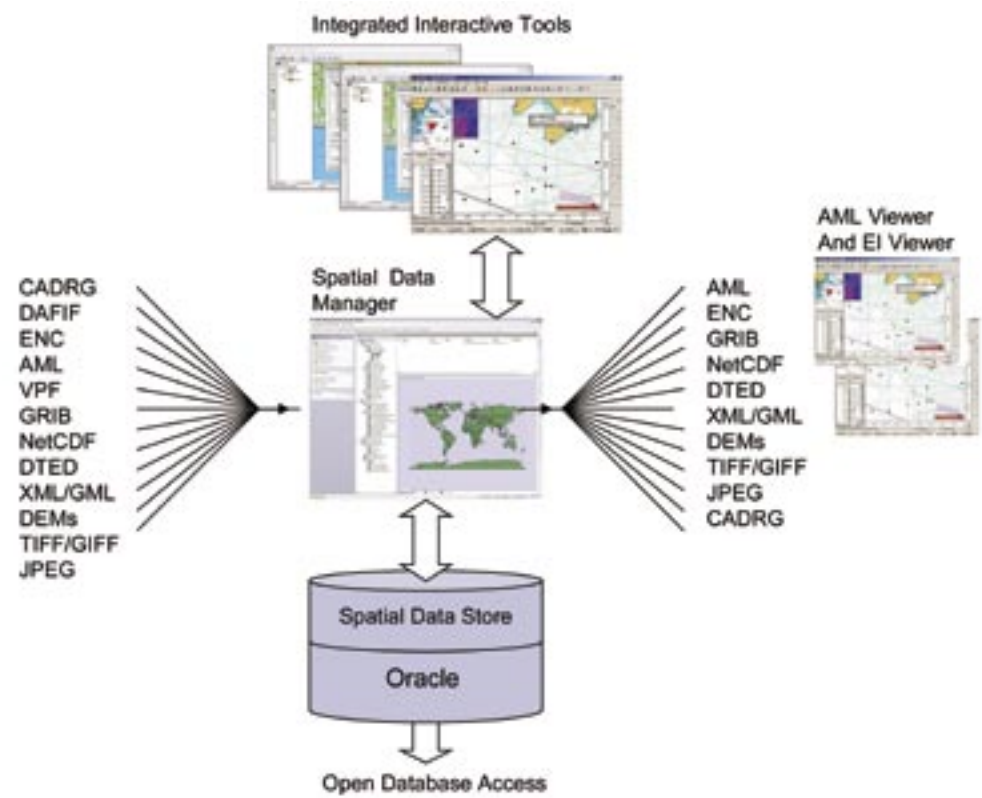 Integrated Interactive Tools
AML Viewer
And EI Viewer
Spatial Data
Manager
CADRG
DAFIF
ENC
AML
VPF
GRIB
NetCDF
DTED
XML/GML
DEMs
TIFF/GIFF
JPEG
AML
ENC
GRIB
NetCDF
DTED
XML/GML
DEMs
TIFF/GIFF
JPEG
CADRG
Spatial Data Store
Oracle
Open Database Access